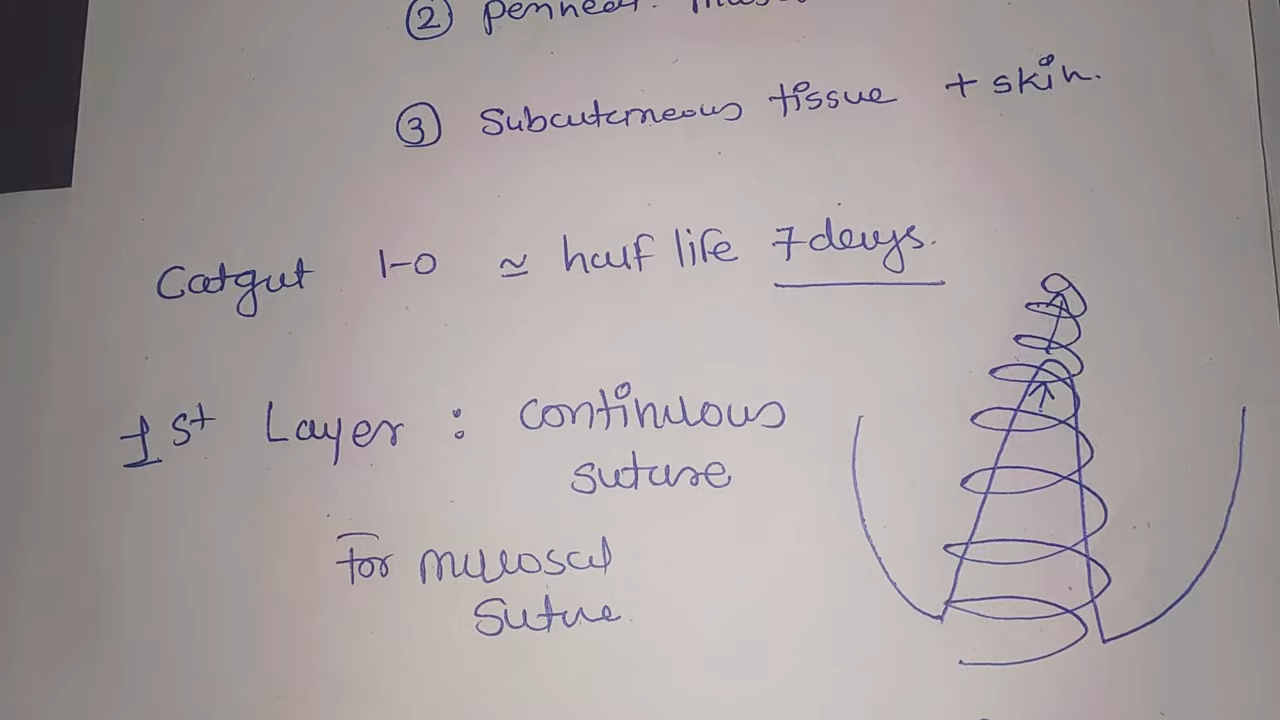 ②
③ Subcutaneous tissue + skin.
Catgut 1-0 ≃ half life 7 days.
1st Layer : continuous
suture
For mucosal
Suture.